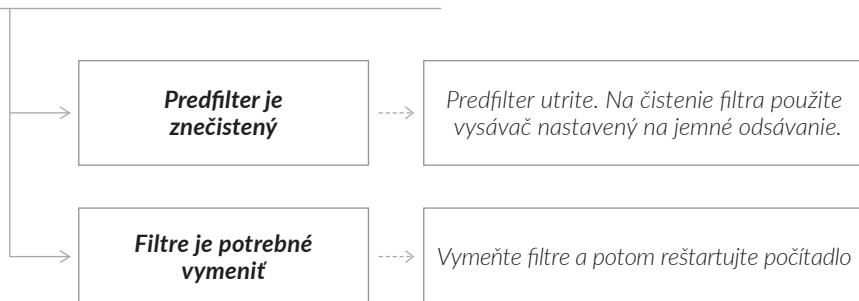 Predfilter je
znečistený
Predfilter utrite. Na čistenie filtra použite
vysávač nastavený na jemné odsávanie.
Filtre je potrebné
vymeniť
Vymeňte filtre a potom reštartujte počítadlo